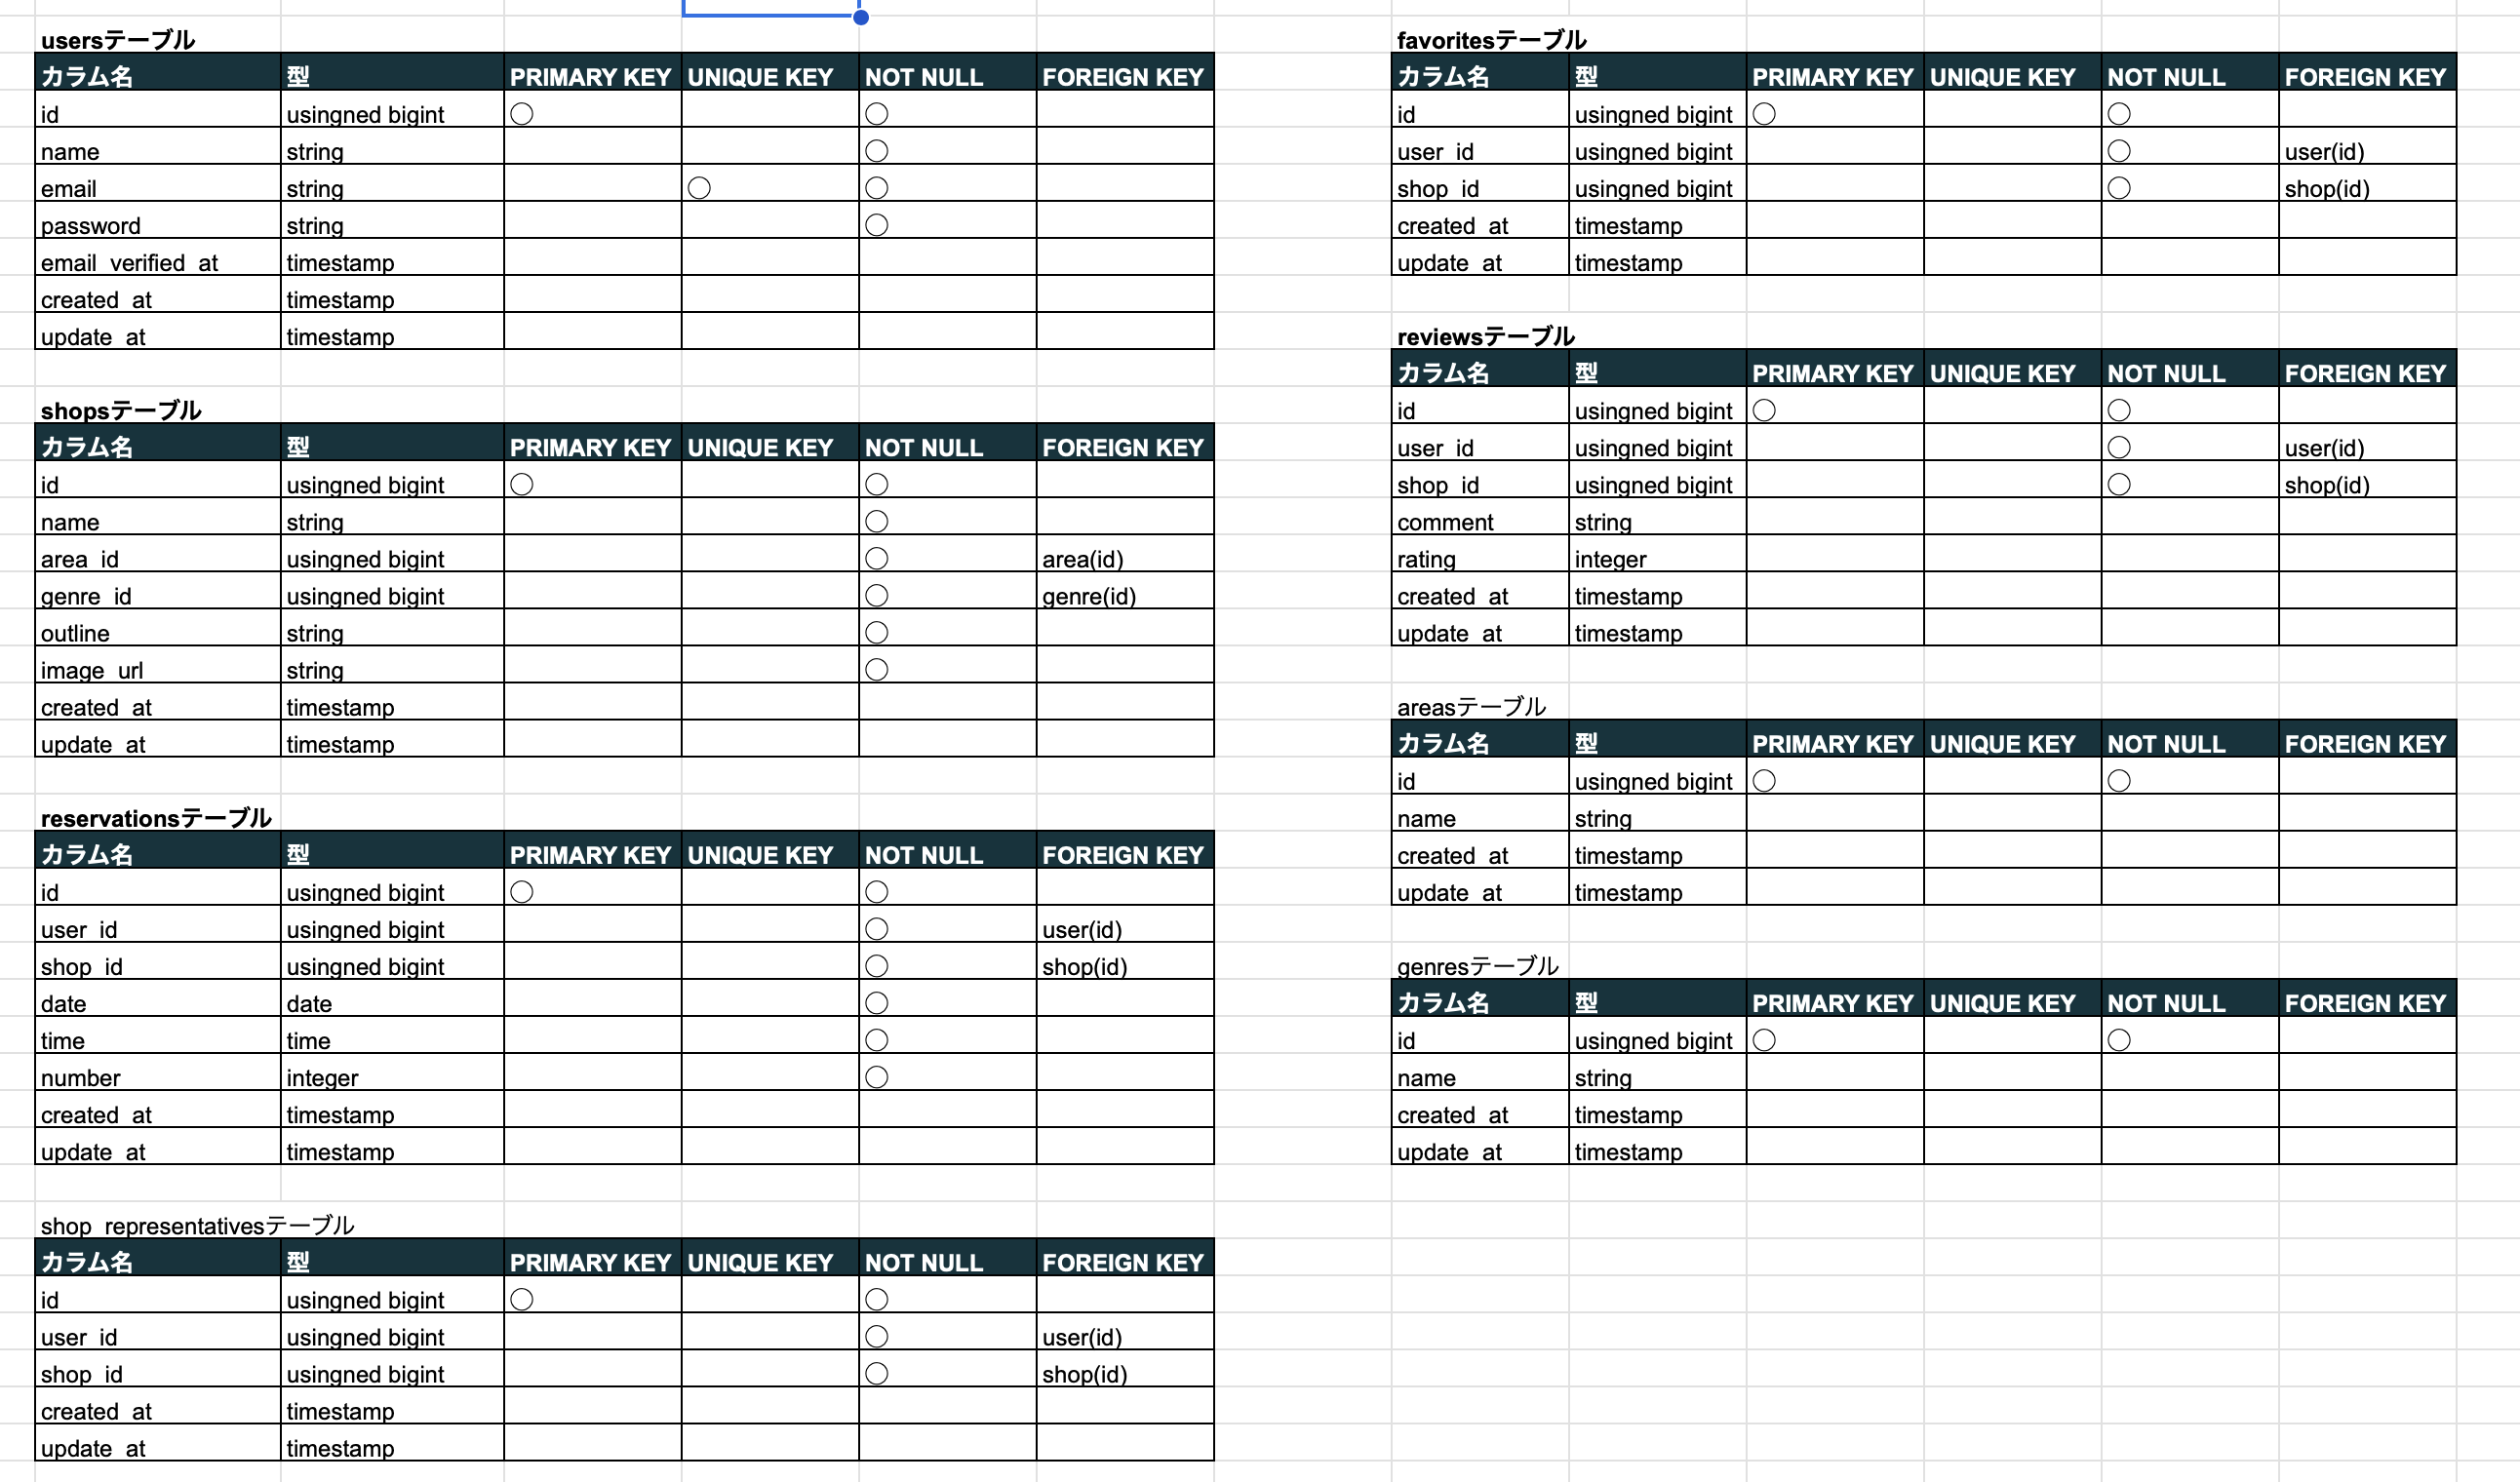 usersテーブル
カラム名 型 PRIMARY KEY UNIQUE KEY NOT NULL FOREIGN KEY
id usingned bigint ◯ ◯
name string ◯
email string ◯ ◯
password string ◯
email_verified_at timestamp
created_at timestamp
update_at timestamp
shopsテーブル
カラム名 型 PRIMARY KEY UNIQUE KEY NOT NULL FOREIGN KEY
id usingned bigint ◯ ◯
name string ◯
area_id usingned bigint ◯ area(id)
genre_id usingned bigint ◯ genre(id)
outline string ◯
image_url string ◯
created_at timestamp
update_at timestamp
reservationsテーブル
カラム名 型 PRIMARY KEY UNIQUE KEY NOT NULL FOREIGN KEY
id usingned bigint ◯ ◯
user_id usingned bigint ◯ user(id)
shop_id usingned bigint ◯ shop(id)
date date ◯
time time ◯
number integer ◯
created_at timestamp
update_at timestamp
shop_representativesテーブル
カラム名 型 PRIMARY KEY UNIQUE KEY NOT NULL FOREIGN KEY
id usingned bigint ◯ ◯
user_id usingned bigint ◯ user(id)
shop_id usingned bigint ◯ shop(id)
created_at timestamp
update_at timestamp
favoritesテーブル
カラム名 型 PRIMARY KEY UNIQUE KEY NOT NULL FOREIGN KEY
id usingned bigint ◯ ◯
user_id usingned bigint ◯ user(id)
shop_id usingned bigint ◯ shop(id)
created_at timestamp
update_at timestamp
reviewsテーブル
カラム名 型 PRIMARY KEY UNIQUE KEY NOT NULL FOREIGN KEY
id usingned bigint ◯ ◯
user_id usingned bigint ◯ user(id)
shop_id usingned bigint ◯ shop(id)
comment string
rating integer
created_at timestamp
update_at timestamp
areasテーブル
カラム名 型 PRIMARY KEY UNIQUE KEY NOT NULL FOREIGN KEY
id usingned bigint ◯ ◯
name string
created_at timestamp
update_at timestamp
genresテーブル
カラム名 型 PRIMARY KEY UNIQUE KEY NOT NULL FOREIGN KEY
id usingned bigint ◯ ◯
name string
created_at timestamp
update_at timestamp